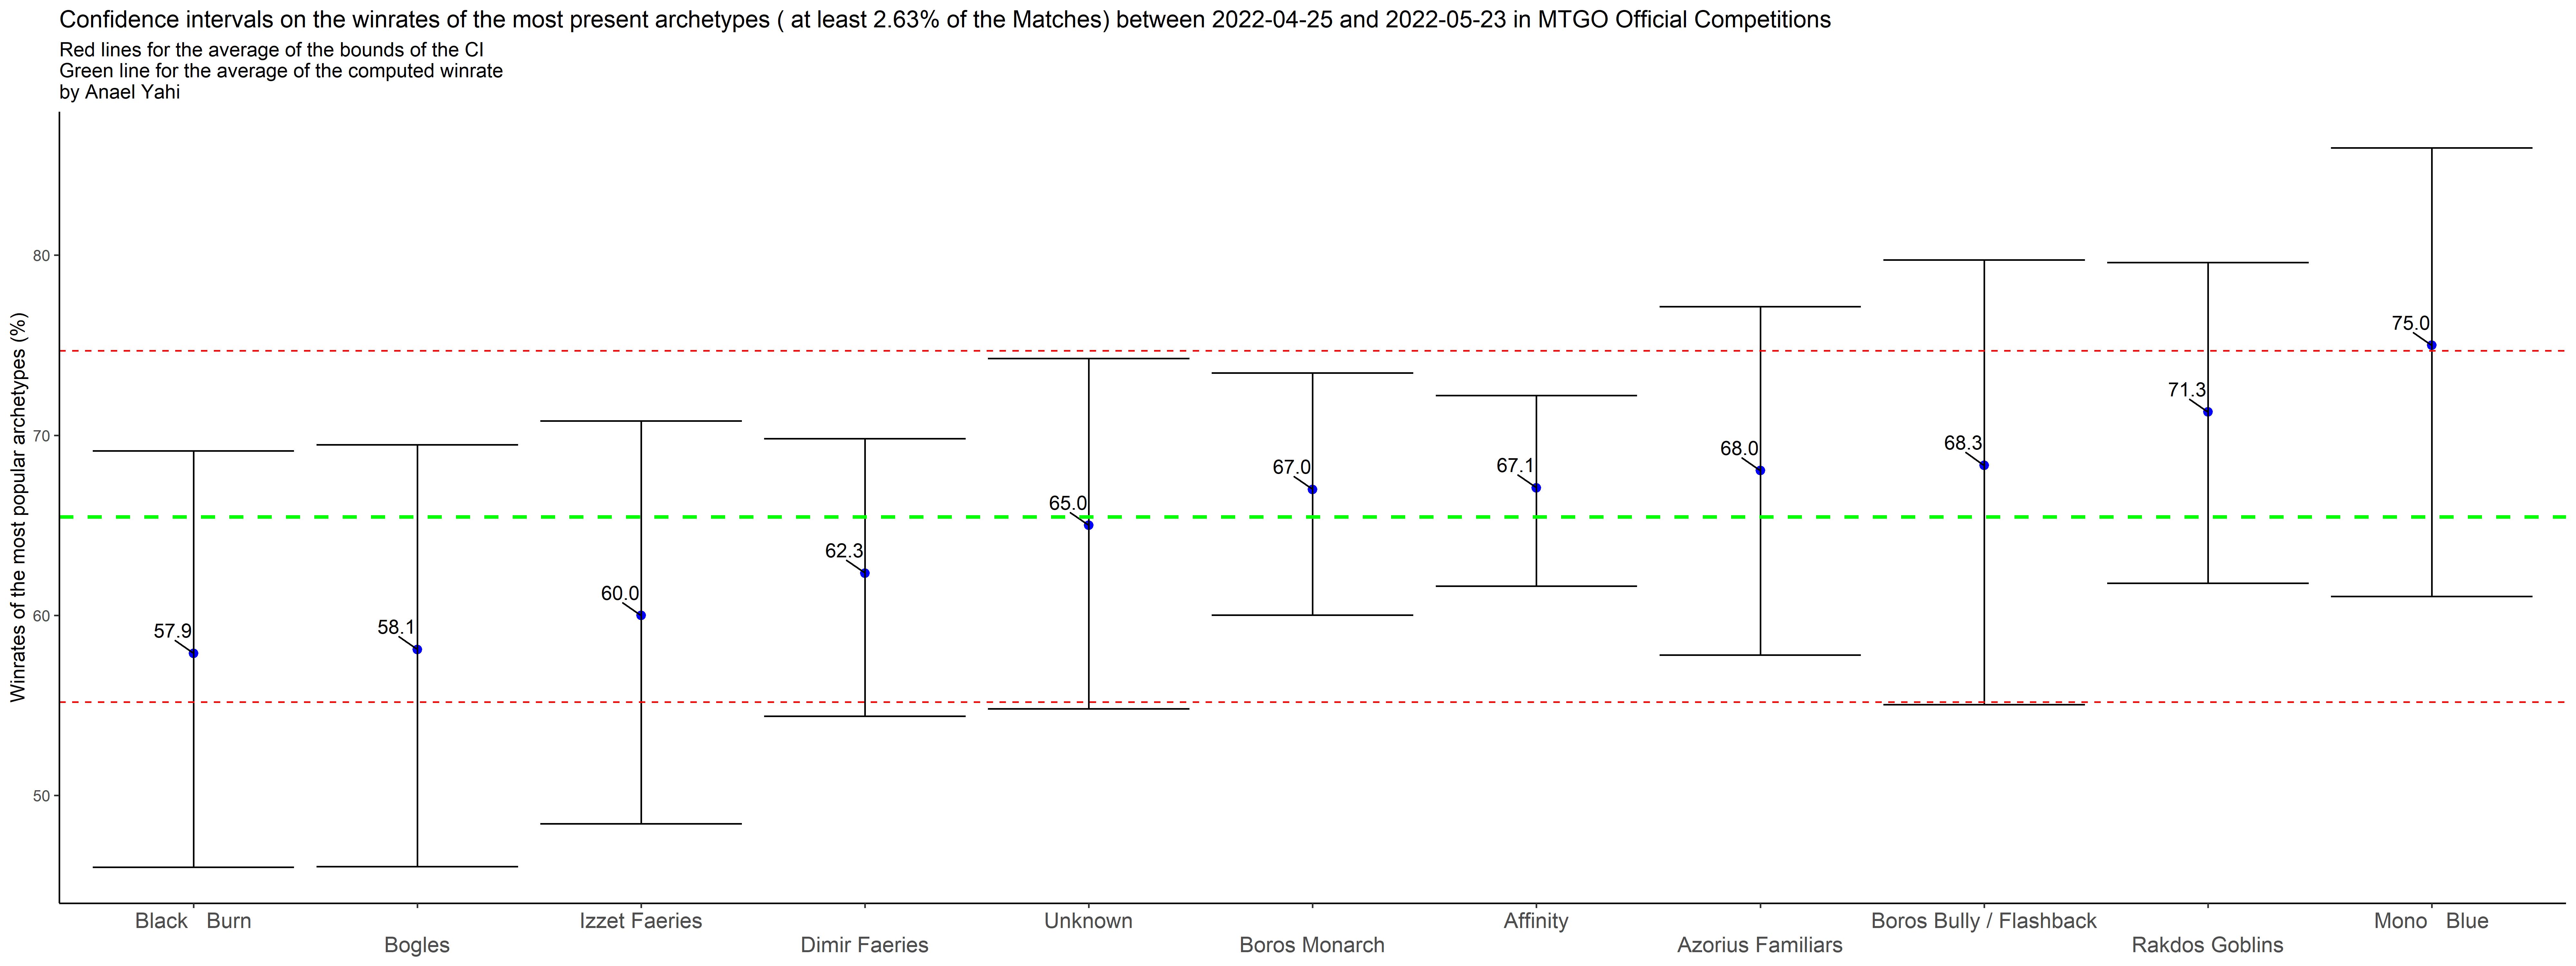 Confidence intervals on the winrates of the most present archetypes ( at least 2.63% of the Matches) between 2022-04-25 and 2022-05-23 in MTGO Official Competitions
Red lines for the average of the bounds of the CI
Green line for the average of the computed winrate
by Anael Yahi
Winrates of the most popular archetypes (%)
80
70
60
50
57.9
58.1
60.0
62.3
65.0
67.0
67.1
68.0
68.3
71.3
75.0
Black   Burn
Bogles
Izzet Faeries
Dimir Faeries
Unknown
Boros Monarch
Affinity
Azorius Familiars
Boros Bully / Flashback
Rakdos Goblins
Mono   Blue